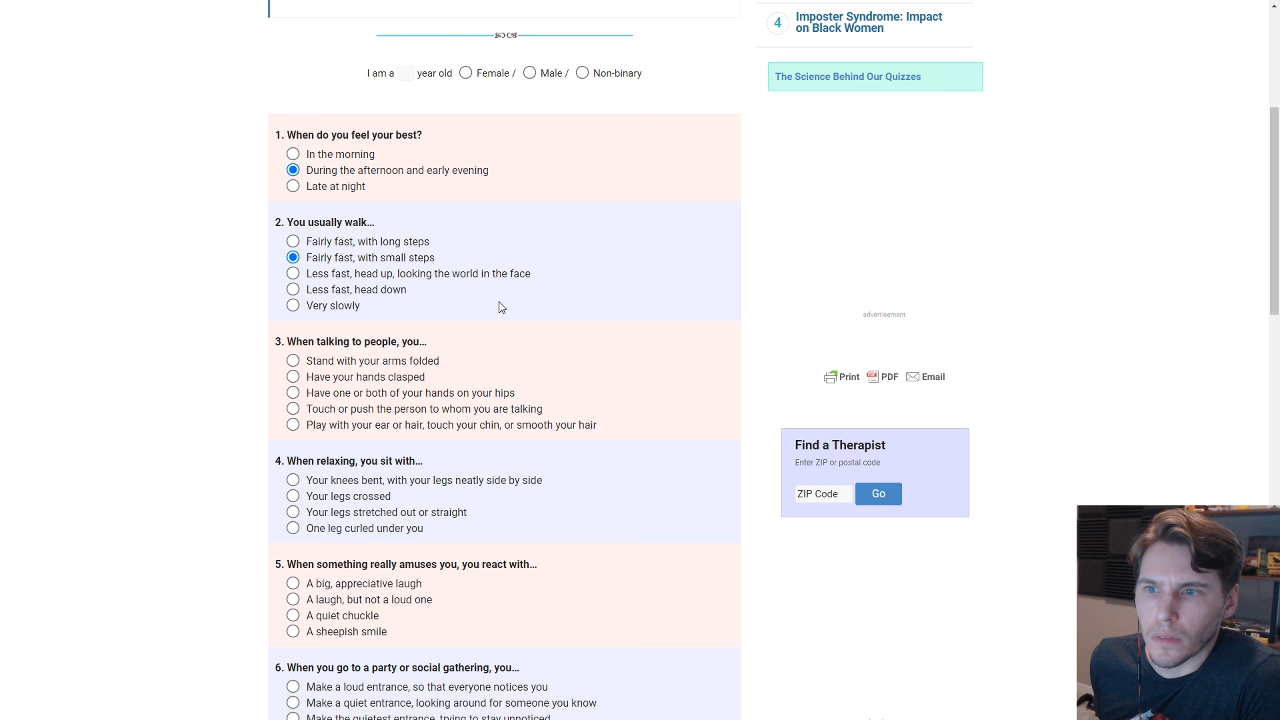 4
Imposter Syndrome: Impact
on Black Women
The Science Behind Our Quizzes
I am a year old Female / Male / Non-binary
1. When do you feel your best?
In the morning
During the afternoon and early evening
Late at night
2. You usually walk...
Fairly fast, with long steps
Fairly fast, with small steps
Less fast, head up, looking the world in the face
Less fast, head down
Very slowly
3. When talking to people, you...
Stand with your arms folded
Have your hands clasped
Have one or both of your hands on your hips
Touch or push the person to whom you are talking
Play with your ear or hair, touch your chin, or smooth your hair
4. When relaxing, you sit with...
Your knees bent, with your legs neatly side by side
Your legs crossed
Your legs stretched out or straight
One leg curled under you
5. When something really amuses you, you react with...
A big, appreciative laugh
A laugh, but not a loud one
A quiet chuckle
A sheepish smile
6. When you go to a party or social gathering, you...
Make a loud entrance, so that everyone notices you
Make a quiet entrance, looking around for someone you know
Make the quietest entrance, trying to stay unnoticed
advertisement
Print PDF Email
Find a Therapist
Enter ZIP or postal code
ZIP Code Go